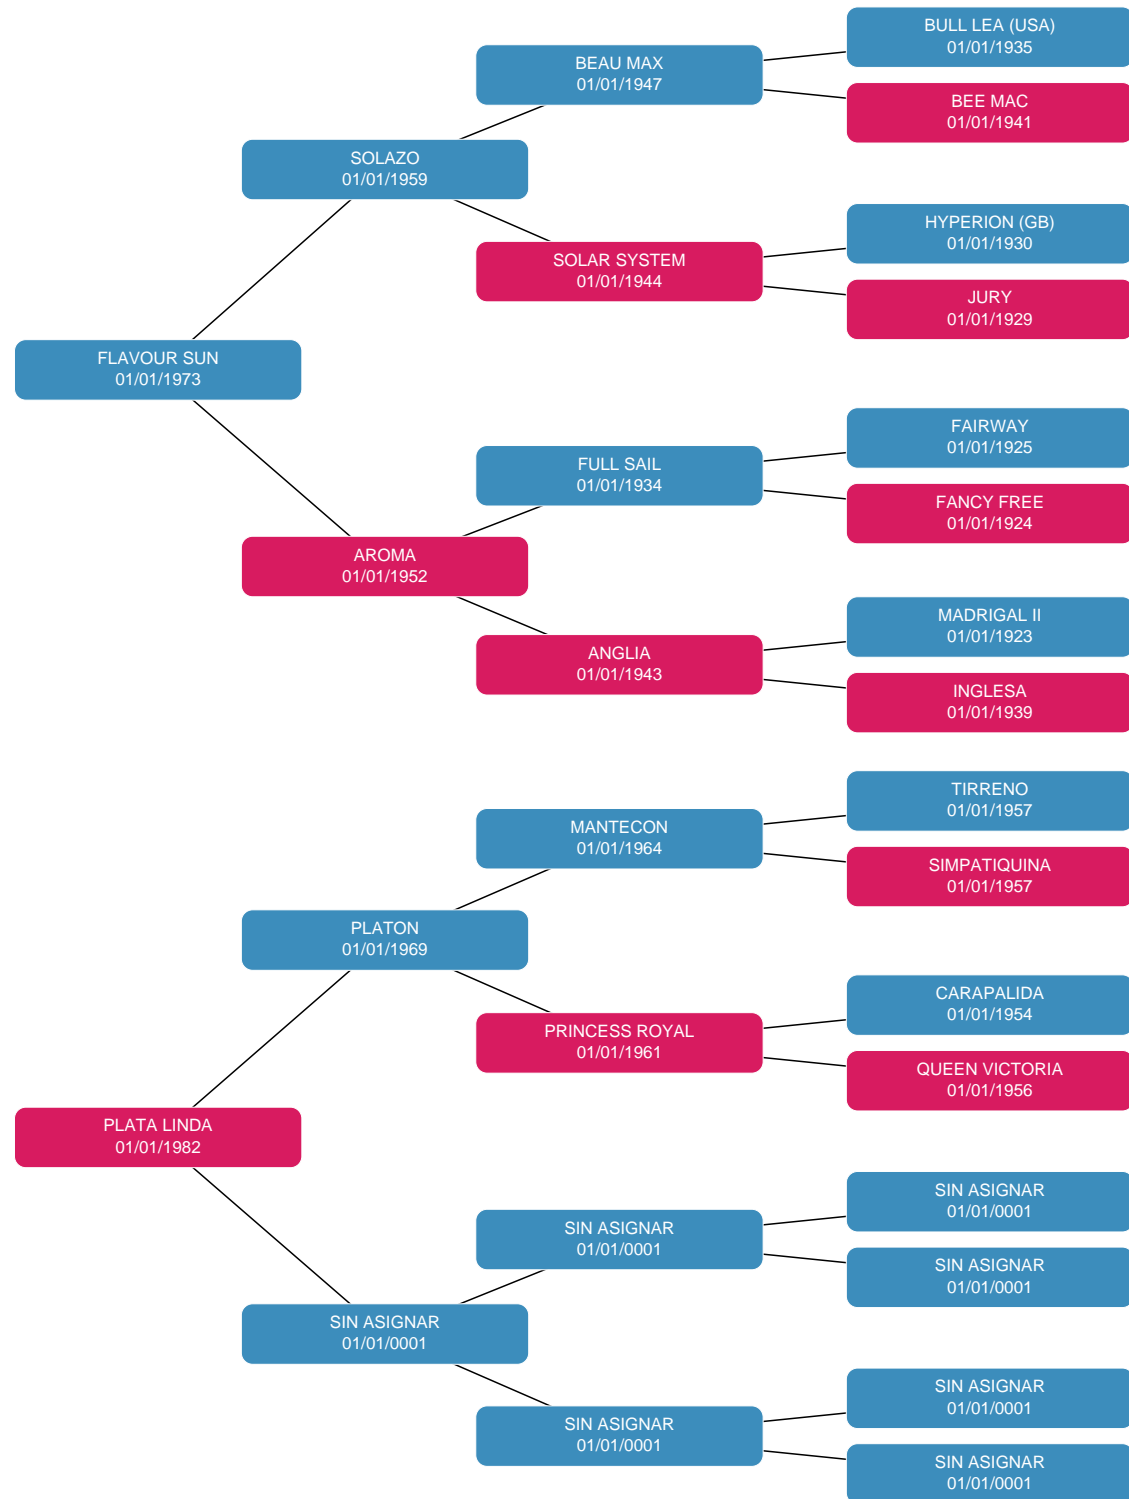 BULL LEA (USA)
01/01/1935
BEAU MAX
01/01/1947
BEE MAC
01/01/1941
SOLAZO
01/01/1959
HYPERION (GB)
01/01/1930
SOLAR SYSTEM
01/01/1944
JURY
01/01/1929
FLAVOUR SUN
01/01/1973
FAIRWAY
01/01/1925
FULL SAIL
01/01/1934
FANCY FREE
01/01/1924
AROMA
01/01/1952
MADRIGAL II
01/01/1923
ANGLIA
01/01/1943
INGLESA
01/01/1939
TIRRENO
01/01/1957
MANTECON
01/01/1964
SIMPATIQUINA
01/01/1957
PLATON
01/01/1969
CARAPALIDA
01/01/1954
PRINCESS ROYAL
01/01/1961
QUEEN VICTORIA
01/01/1956
PLATA LINDA
01/01/1982
SIN ASIGNAR
01/01/0001
SIN ASIGNAR
01/01/0001
SIN ASIGNAR
01/01/0001
SIN ASIGNAR
01/01/0001
SIN ASIGNAR
01/01/0001
SIN ASIGNAR
01/01/0001
SIN ASIGNAR
01/01/0001